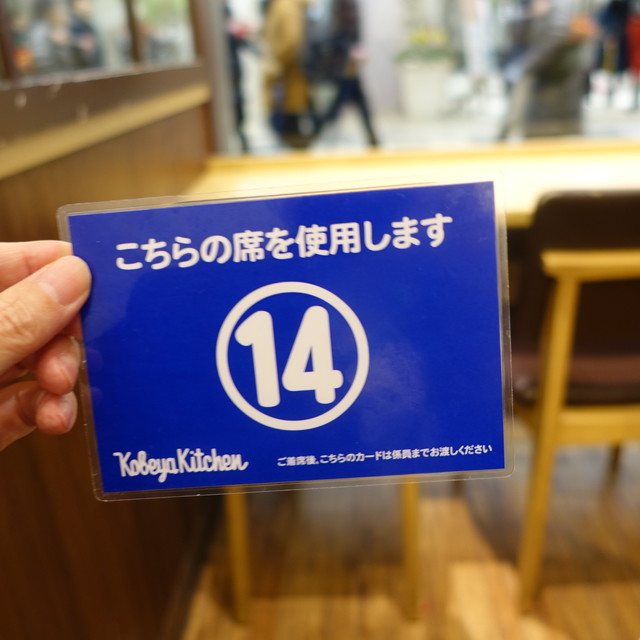 こちらの席を使用します
14
Kobeya Kitchen
ご着席後、こちらのカードは係員までお渡しください